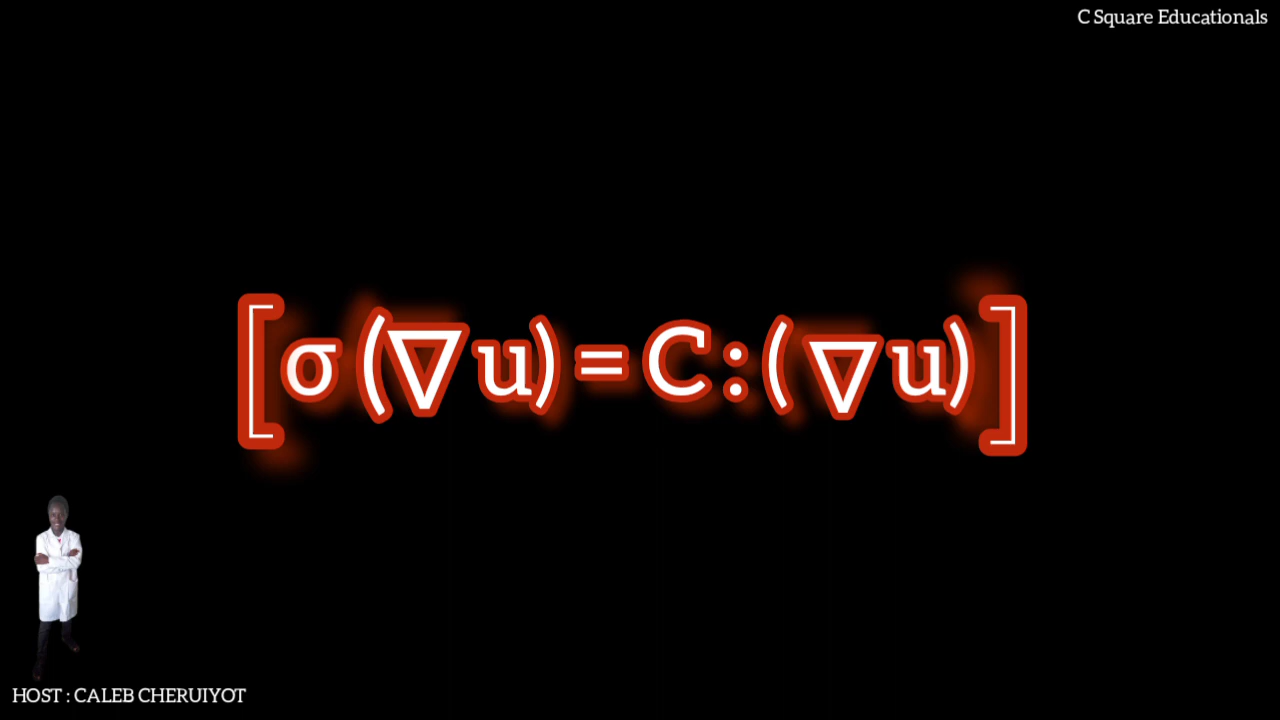 C Square Educationals
[σ(∇u)=C:(∇u)]
HOST : CALEB CHERUIYOT